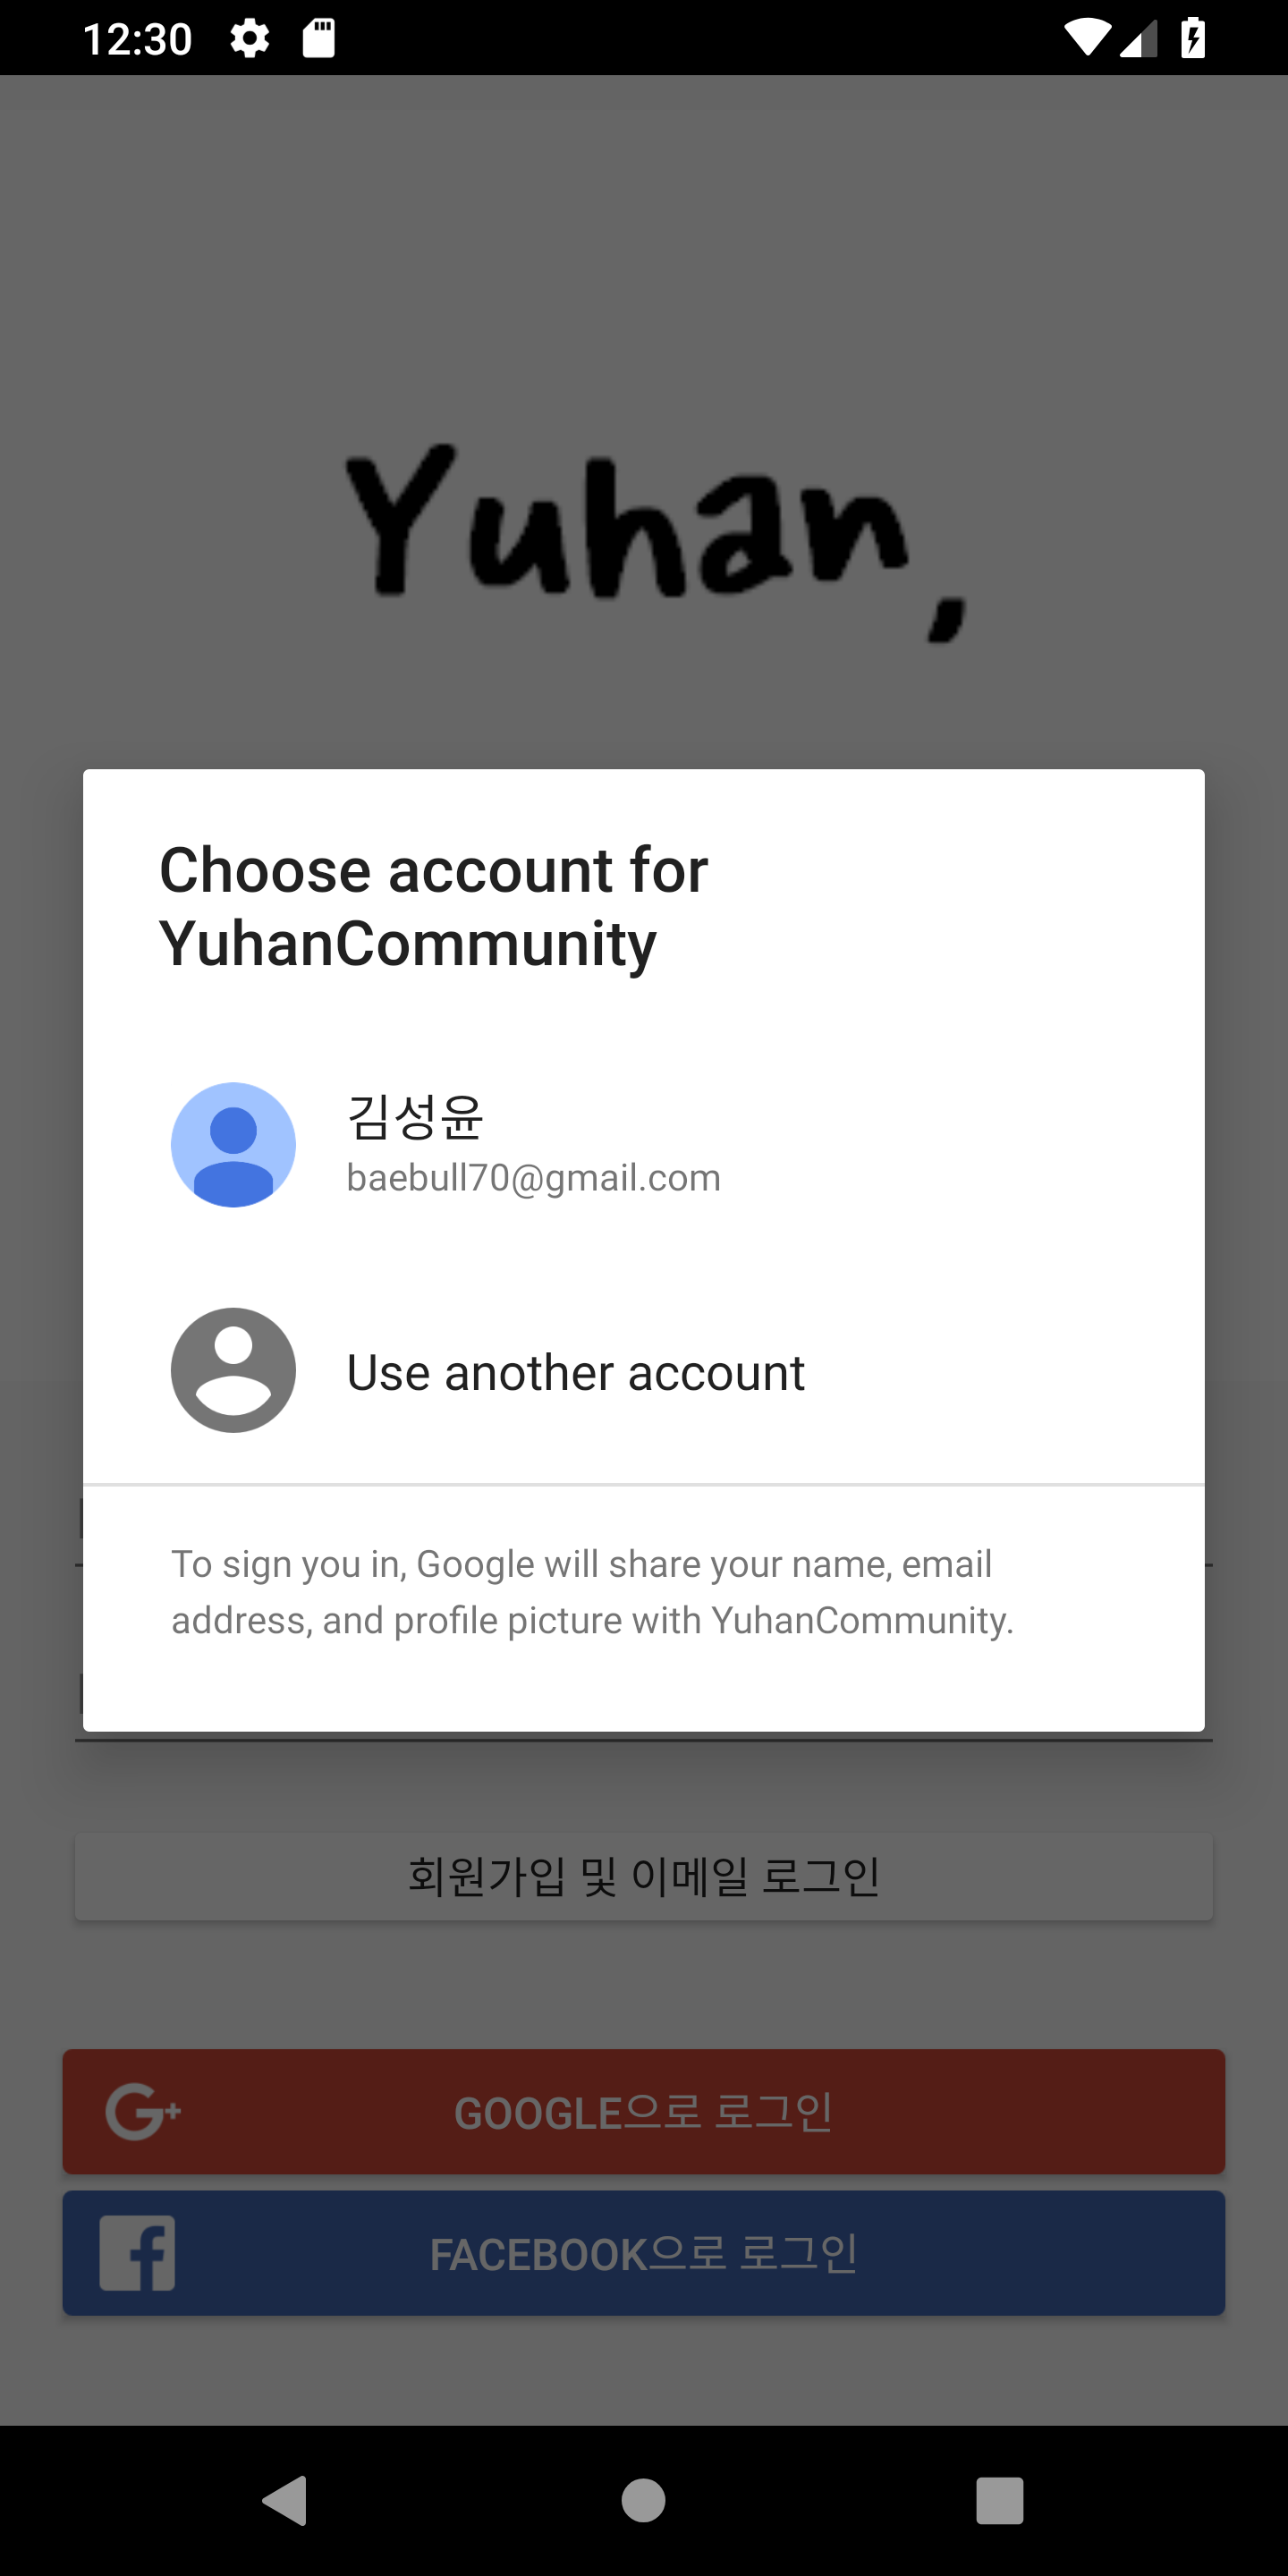 12:30
Yuhan,
Choose account for
YuhanCommunity
김성윤
baebull70@gmail.com
Use another account
To sign you in, Google will share your name, email
address, and profile picture with YuhanCommunity.
회원가입 및 이메일 로그인
G+
GOOGLE으로 로그인
f
FACEBOOK으로 로그인